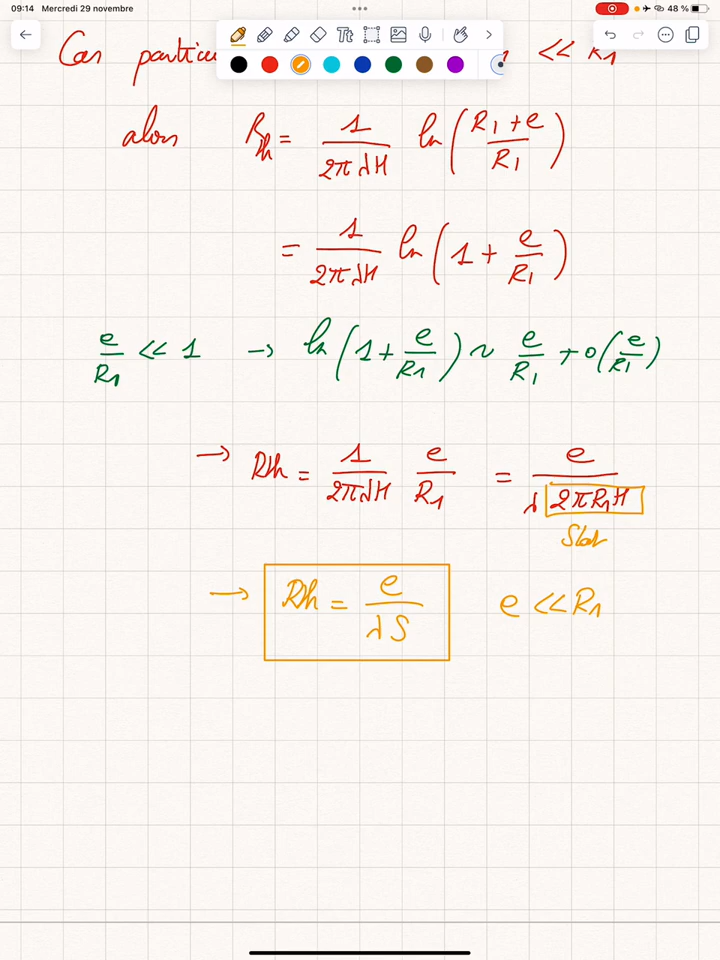 09:14 Mercredi 29 novembre 48 %
Cas << R1
alors Rth = 1/(2πλH) ln((R1 + e)/R1)
= 1/(2πλH) ln(1 + e/R1)
e/R1 << 1 → ln(1 + e/R1) ~ e/R1 + o(e/R1)
→ Rth = 1/(2πλH) e/R1 = e/(λ 2πR1H)
Slat
→ Rth = e/(λS) e << R1